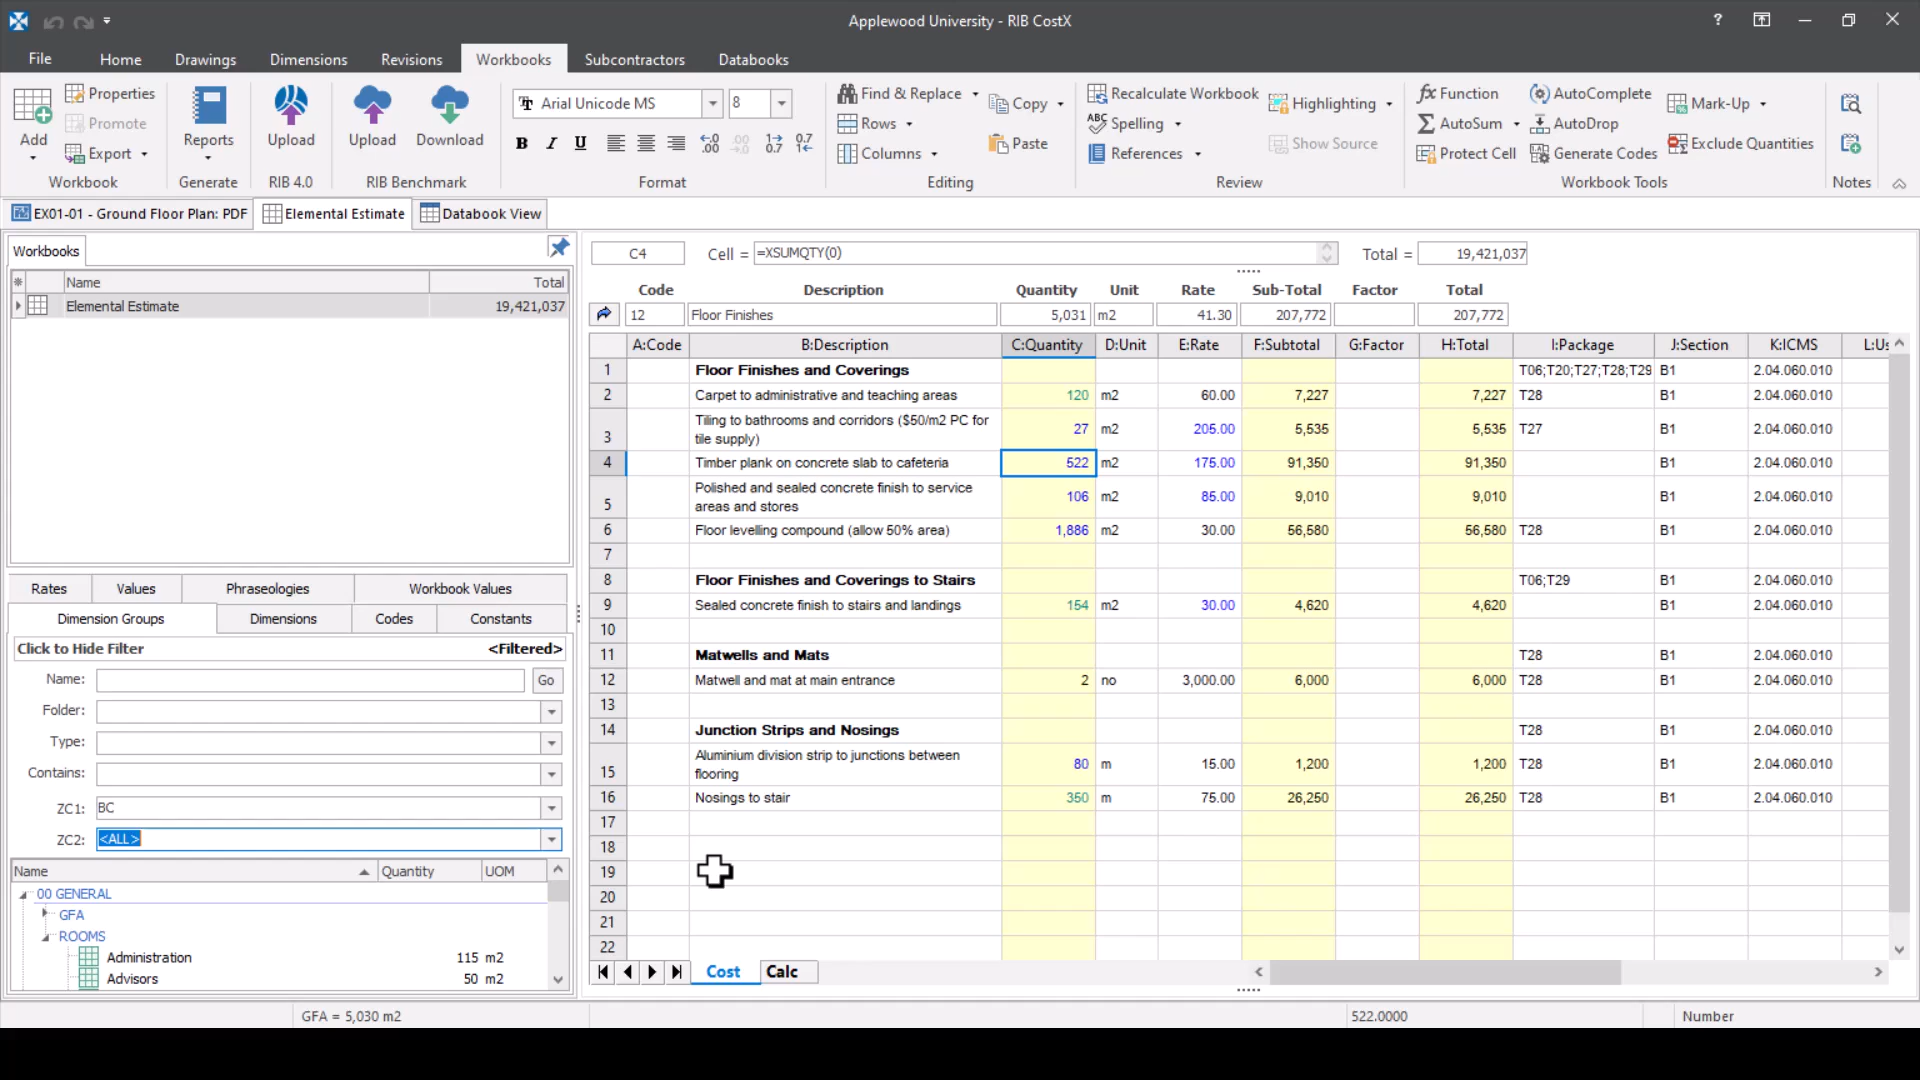 Applewood University - RIB CostX
?
File Home Drawings Dimensions Revisions Workbooks Subcontractors Databooks
Add
Properties
Promote
Export
Workbook
Reports
Generate
Upload
RIB 4.0
Upload Download
RIB Benchmark
Arial Unicode MS 8
B I U
Format
Find & Replace
Rows
Columns
Copy
Paste
Editing
Recalculate Workbook
Spelling
References
Highlighting
Show Source
Review
Function
AutoSum
Protect Cell
AutoComplete
AutoDrop
Generate Codes
Mark-Up
Exclude Quantities
Workbook Tools
Notes
EX01-01 - Ground Floor Plan: PDF Elemental Estimate Databook View
Workbooks
Name Total
Elemental Estimate 19,421,037
Rates Values Phraseologies Workbook Values
Dimension Groups Dimensions Codes Constants
Click to Hide Filter <Filtered>
Name: Go
Folder:
Type:
Contains:
ZC1: BC
ZC2: <ALL>
Name Quantity UOM
00 GENERAL
GFA
ROOMS
Administration 115 m2
Advisors 50 m2
C4 Cell = =XSUMQTY(0) Total = 19,421,037
Code Description Quantity Unit Rate Sub-Total Factor Total
12 Floor Finishes 5,031 m2 41.30 207,772 207,772
A:Code B:Description C:Quantity D:Unit E:Rate F:Subtotal G:Factor H:Total I:Package J:Section K:ICMS L:Us
1 Floor Finishes and Coverings T06;T20;T27;T28;T29 B1 2.04.060.010
2 Carpet to administrative and teaching areas 120 m2 60.00 7,227 7,227 T28 B1 2.04.060.010
3 Tiling to bathrooms and corridors ($50/m2 PC for
tile supply) 27 m2 205.00 5,535 5,535 T27 B1 2.04.060.010
4 Timber plank on concrete slab to cafeteria 522 m2 175.00 91,350 91,350 B1 2.04.060.010
5 Polished and sealed concrete finish to service
areas and stores 106 m2 85.00 9,010 9,010 B1 2.04.060.010
6 Floor levelling compound (allow 50% area) 1,886 m2 30.00 56,580 56,580 T28 B1 2.04.060.010
7
8 Floor Finishes and Coverings to Stairs T06;T29 B1 2.04.060.010
9 Sealed concrete finish to stairs and landings 154 m2 30.00 4,620 4,620 B1 2.04.060.010
10
11 Matwells and Mats T28 B1 2.04.060.010
12 Matwell and mat at main entrance 2 no 3,000.00 6,000 6,000 T28 B1 2.04.060.010
13
14 Junction Strips and Nosings T28 B1 2.04.060.010
15 Aluminium division strip to junctions between
flooring 80 m 15.00 1,200 1,200 T28 B1 2.04.060.010
16 Nosings to stair 350 m 75.00 26,250 26,250 T28 B1 2.04.060.010
17
18
19
20
21
22
Cost Calc
GFA = 5,030 m2 522.0000 Number